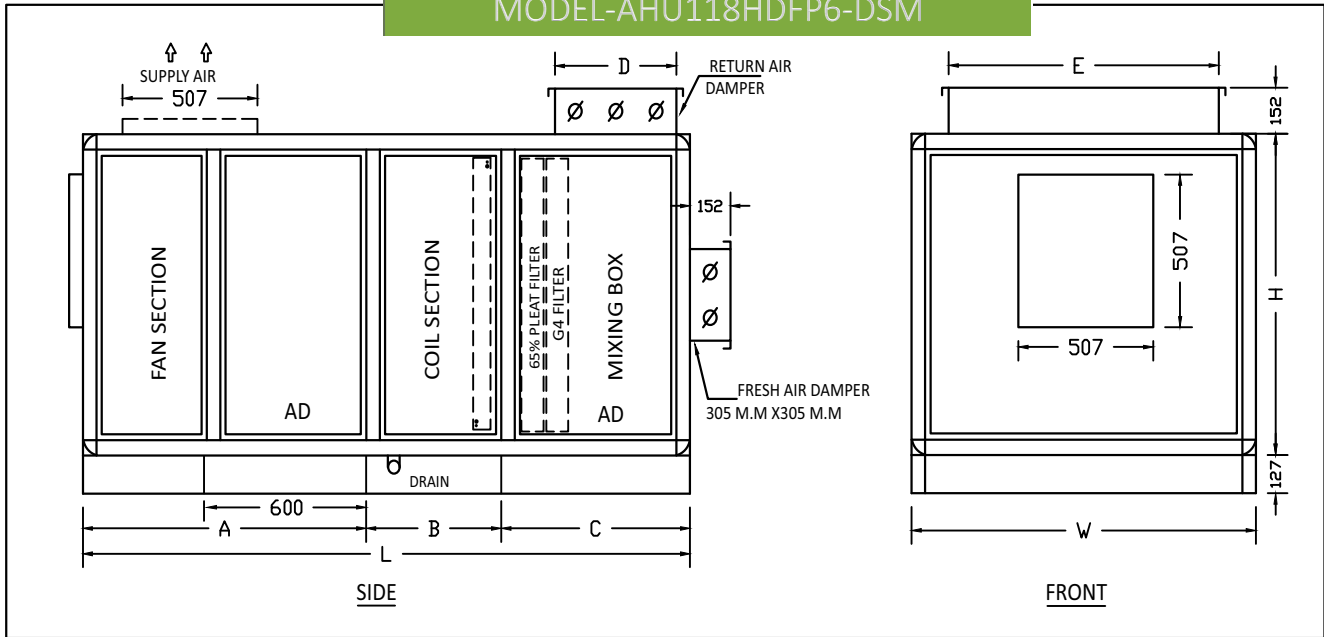 MODEL-AHU118HDFP6-DSM
SUPPLY AIR
507
D
RETURN AIR
DAMPER
E
152
FAN SECTION
AD
COIL SECTION
65% PLEAT FILTER
G4 FILTER
MIXING BOX
AD
152
FRESH AIR DAMPER
305 M.M X305 M.M
507
507
H
127
DRAIN
600
A
B
C
L
W
SIDE
FRONT